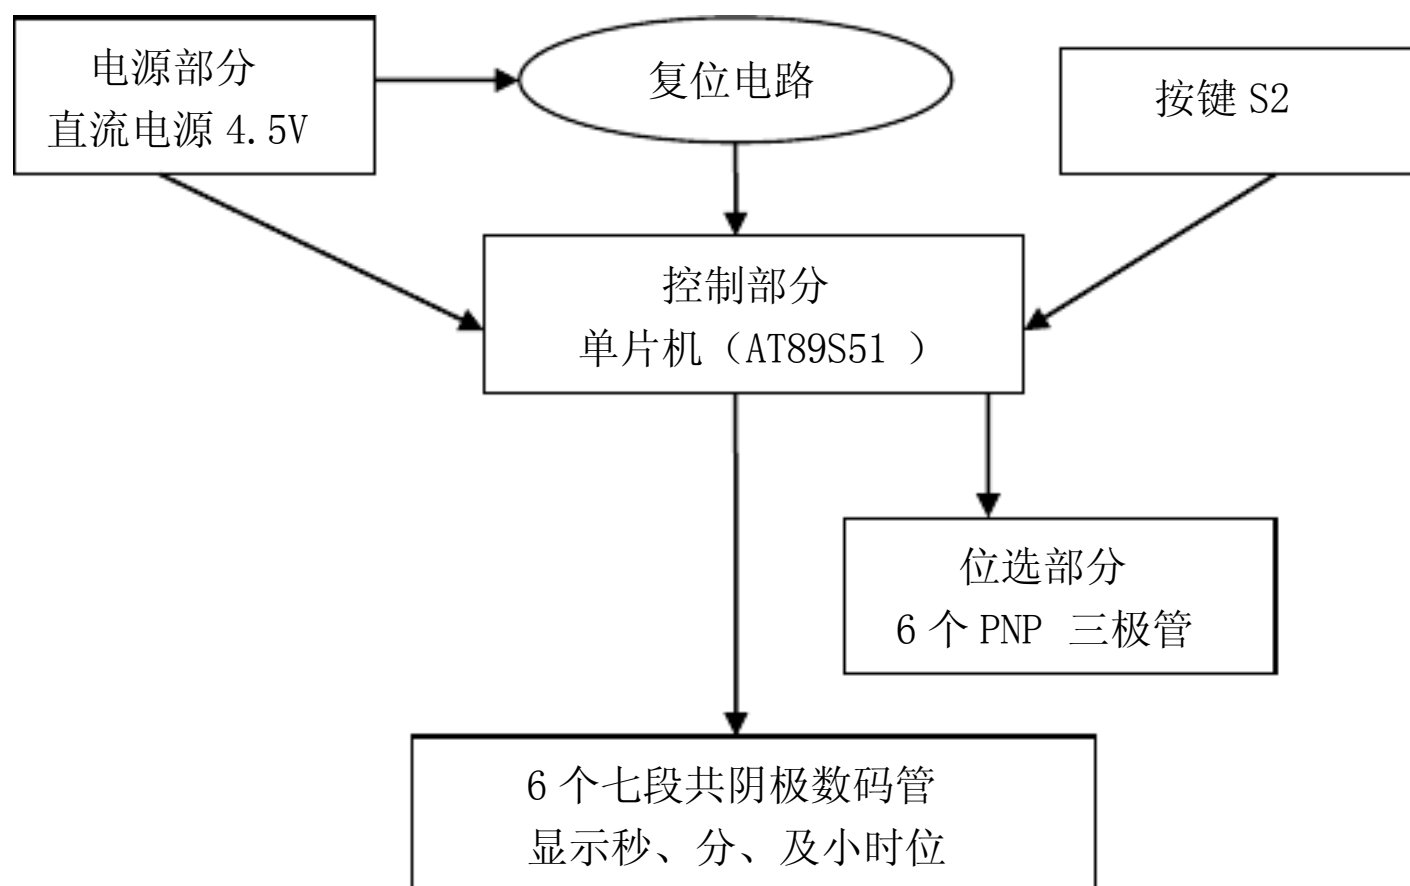 电源部分
直流电源 4.5V
复位电路
按键 S2
控制部分
单片机（AT89S51 ）
位选部分
6 个 PNP 三极管
6 个七段共阴极数码管
显示秒、分、及小时位